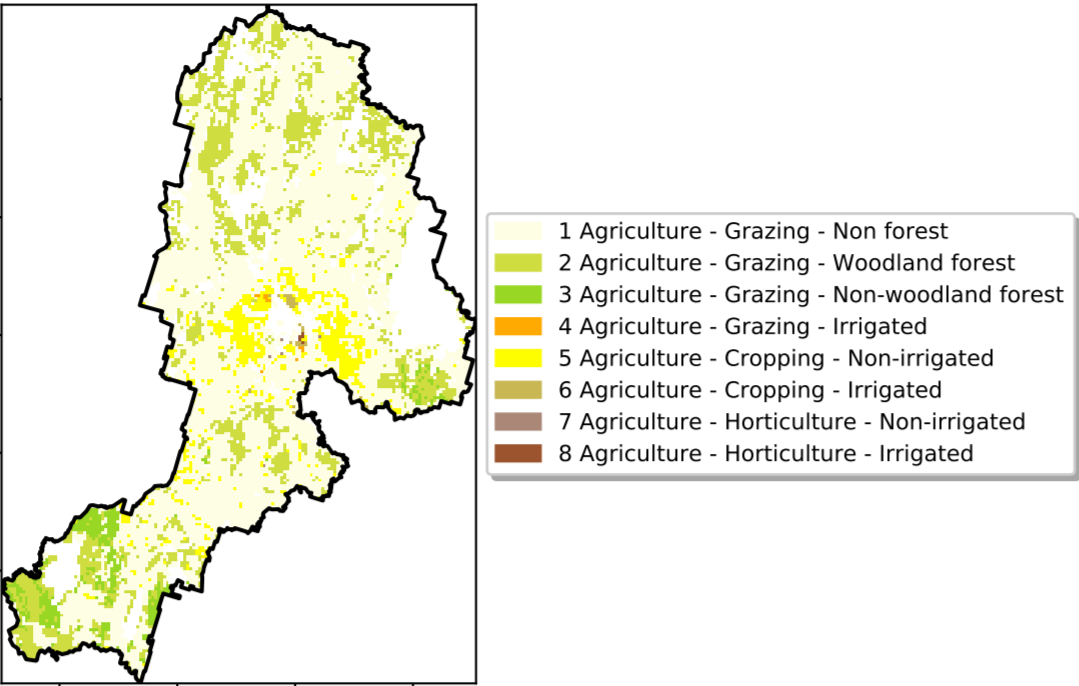 1 Agriculture - Grazing - Non forest
2 Agriculture - Grazing - Woodland forest
3 Agriculture - Grazing - Non-woodland forest
4 Agriculture - Grazing - Irrigated
5 Agriculture - Cropping - Non-irrigated
6 Agriculture - Cropping - Irrigated
7 Agriculture - Horticulture - Non-irrigated
8 Agriculture - Horticulture - Irrigated